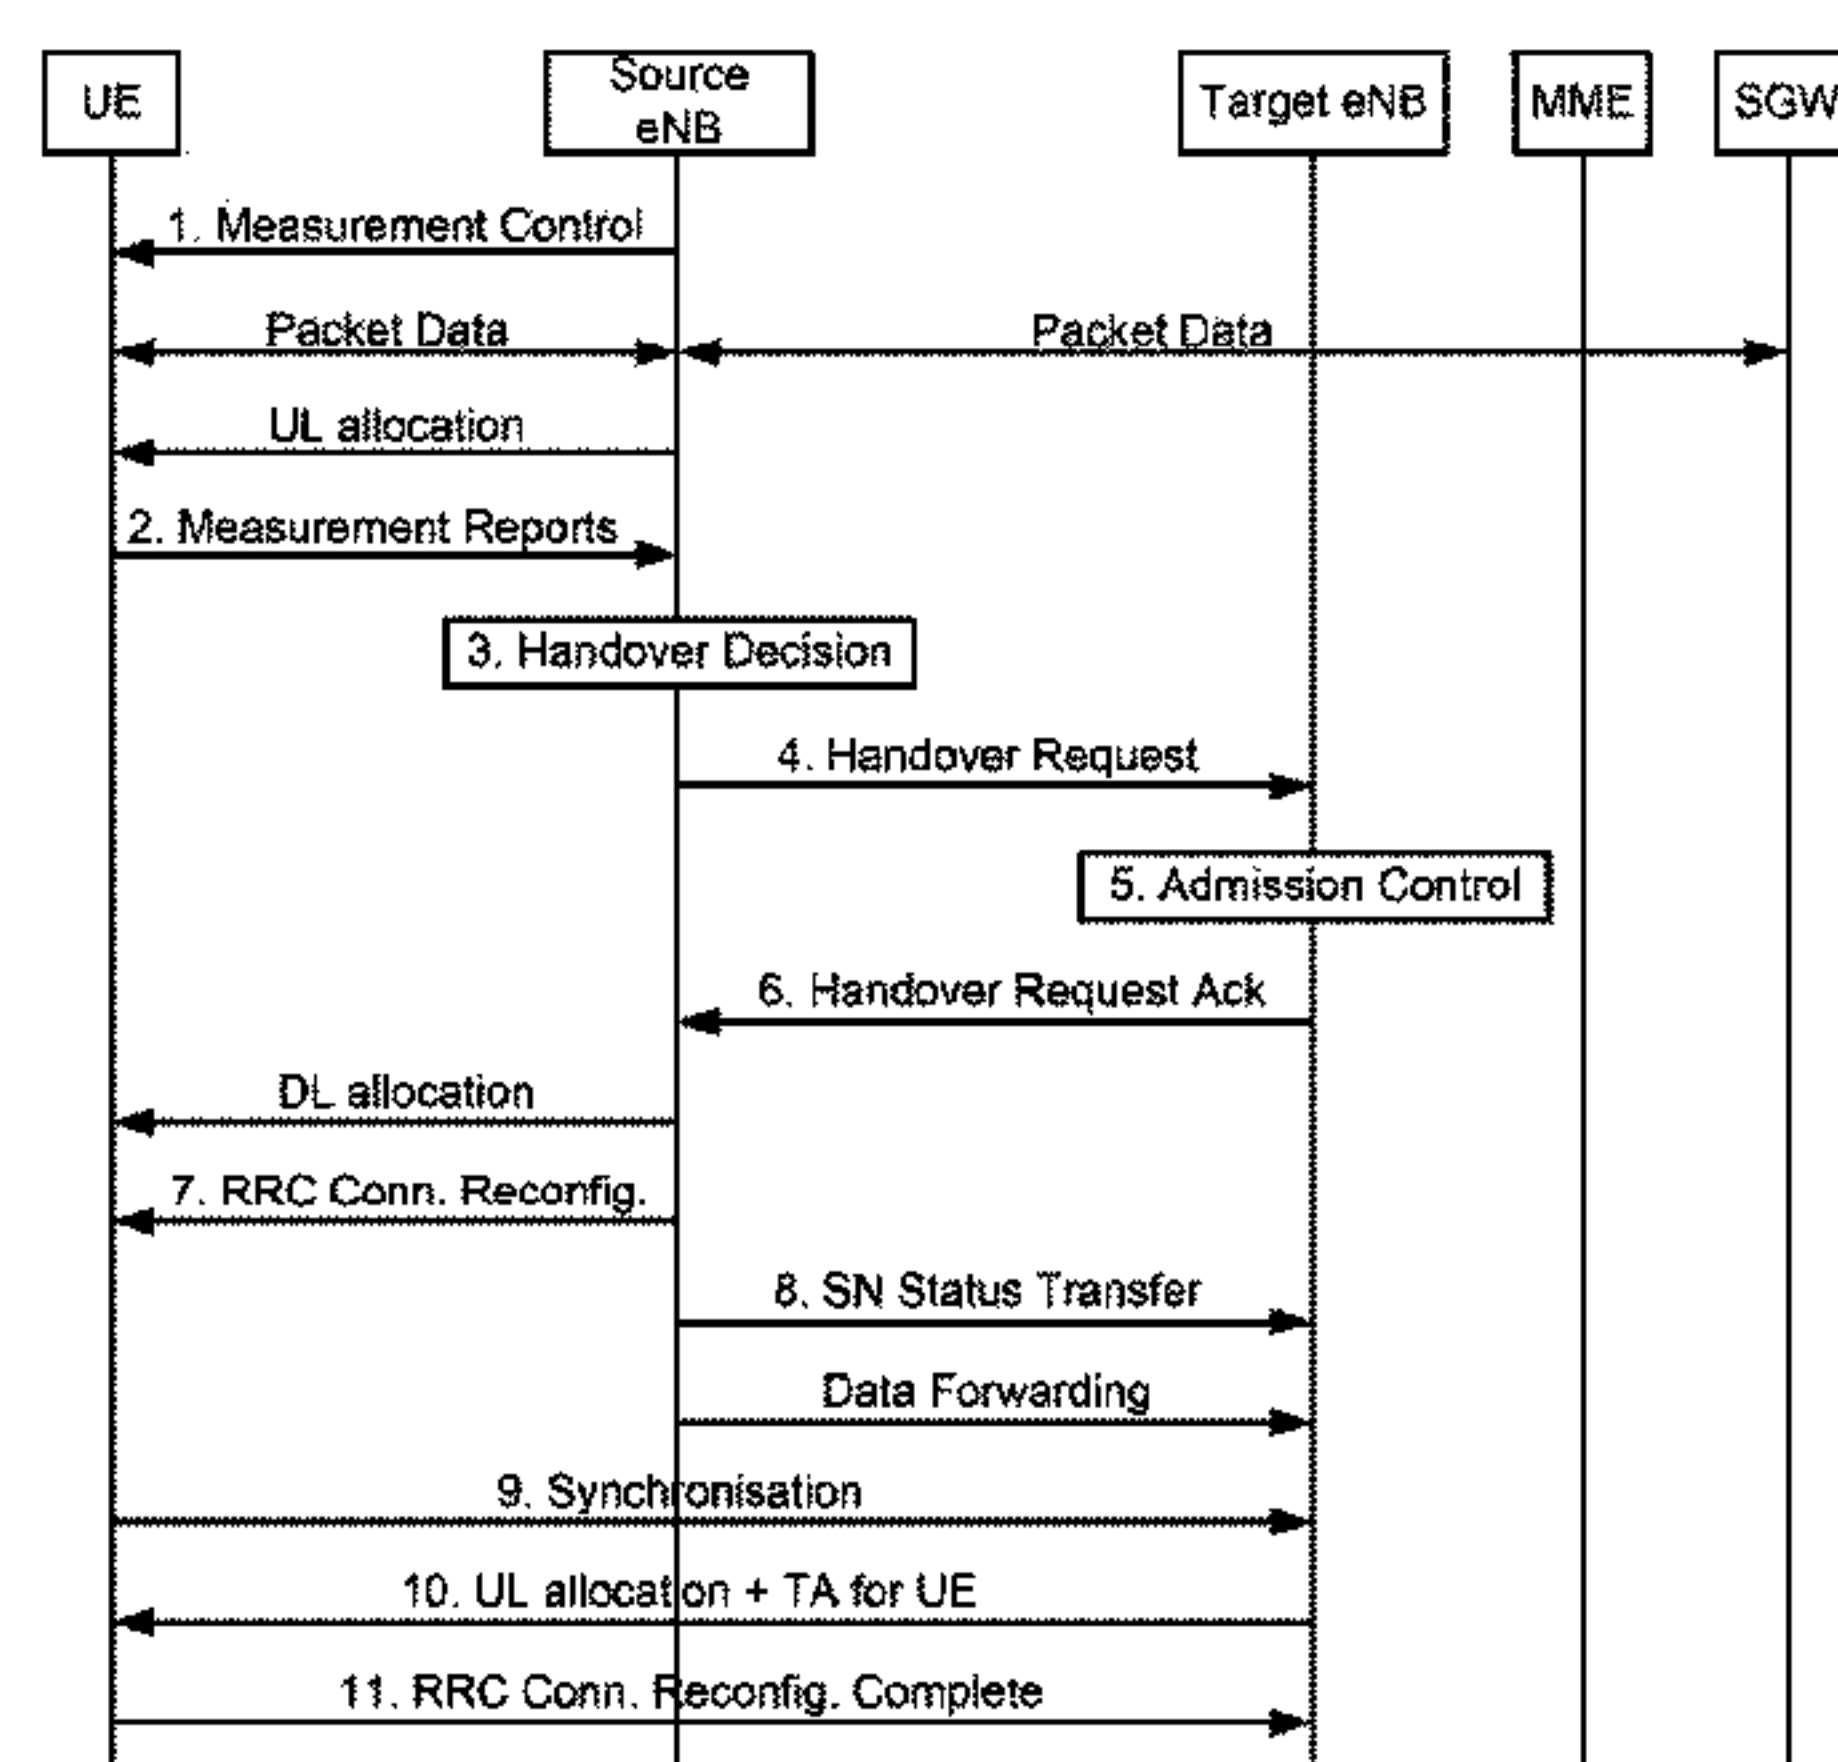 UE
Source
eNB
Target eNB
MME
SGW
1. Measurement Control
Packet Data
Packet Data
UL allocation
2. Measurement Reports
3. Handover Decision
4. Handover Request
5. Admission Control
6. Handover Request Ack
DL allocation
7. RRC Conn. Reconfig.
8. SN Status Transfer
Data Forwarding
9. Synchronisation
10. UL allocation + TA for UE
11. RRC Conn. Reconfig. Complete